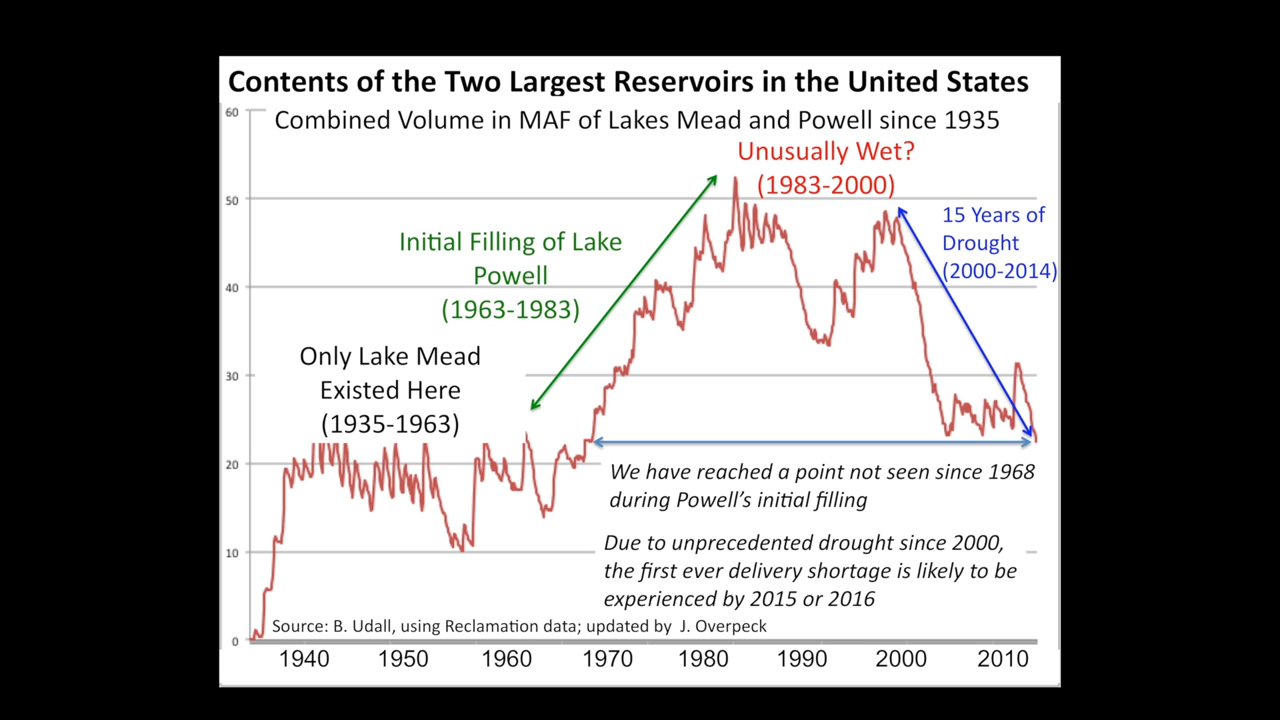 Contents of the Two Largest Reservoirs in the United States
Combined Volume in MAF of Lakes Mead and Powell since 1935
60
50
40
30
20
10
0
Unusually Wet?
(1983-2000)
15 Years of
Drought
(2000-2014)
Initial Filling of Lake
Powell
(1963-1983)
Only Lake Mead
Existed Here
(1935-1963)
We have reached a point not seen since 1968
during Powell's initial filling
Due to unprecedented drought since 2000,
the first ever delivery shortage is likely to be
experienced by 2015 or 2016
Source: B. Udall, using Reclamation data; updated by J. Overpeck
1940 1950 1960 1970 1980 1990 2000 2010